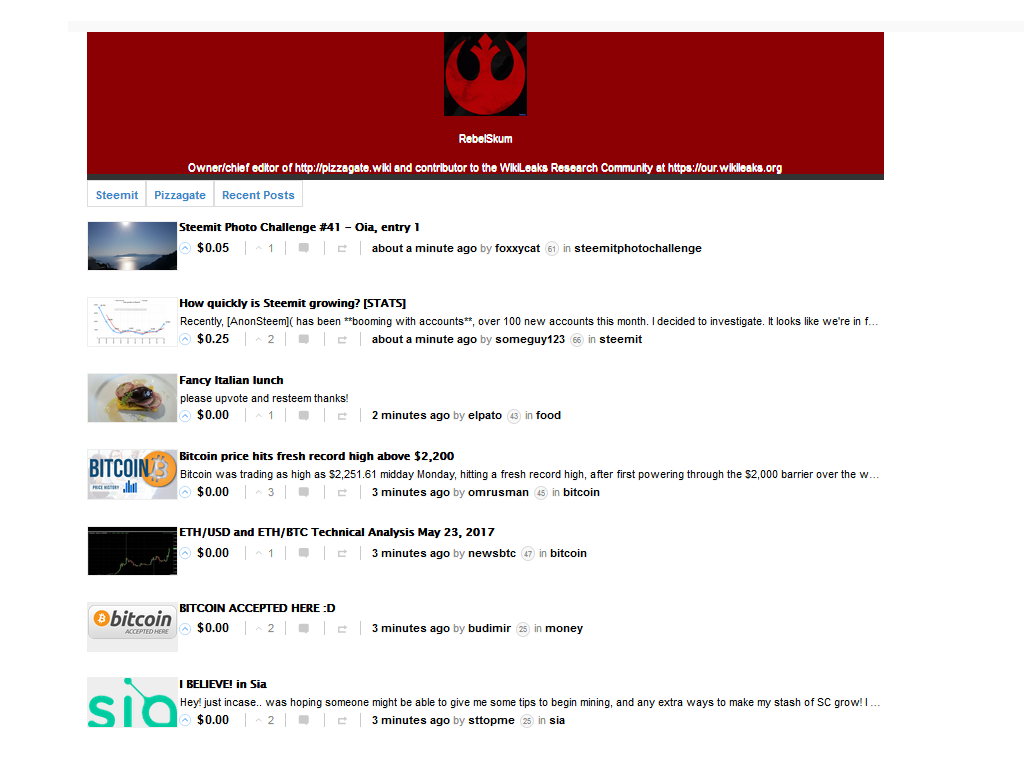 RebelSkum
Owner/chief editor of http://pizzagate.wiki and contributor to the WikiLeaks Research Community at https://our.wikileaks.org
Steemit Pizzagate Recent Posts
Steemit Photo Challenge #41 – Oia, entry 1
$0.05 1 about a minute ago by foxxycat 61 in steemitphotochallenge
How quickly is Steemit growing? [STATS]
Recently, [AnonSteem]( has been **booming with accounts**, over 100 new accounts this month. I decided to investigate. It looks like we're in f…
$0.25 2 about a minute ago by someguy123 66 in steemit
Fancy Italian lunch
please upvote and resteem thanks!
$0.00 1 2 minutes ago by elpato 43 in food
Bitcoin price hits fresh record high above $2,200
BITCOIN
PRICE HISTORY
Bitcoin was trading as high as $2,251.61 midday Monday, hitting a fresh record high, after first powering through the $2,000 barrier over the w…
$0.00 3 3 minutes ago by omrusman 45 in bitcoin
ETH/USD and ETH/BTC Technical Analysis May 23, 2017
$0.00 1 3 minutes ago by newsbtc 47 in bitcoin
BITCOIN ACCEPTED HERE :D
bitcoin
ACCEPTED HERE
$0.00 2 3 minutes ago by budimir 25 in money
I BELIEVE! in Sia
sia
Hey! just incase.. was hoping someone might be able to give me some tips to begin mining, and any extra ways to make my stash of SC grow! I …
$0.00 2 3 minutes ago by sttopme 25 in sia